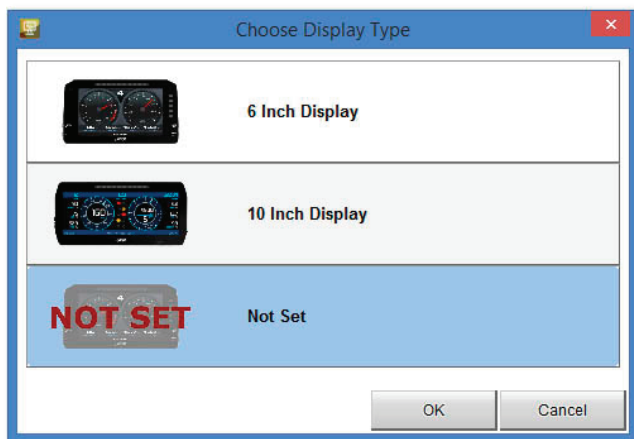 Choose Display Type
6 Inch Display
10 Inch Display
NOT SET
Not Set
OK
Cancel